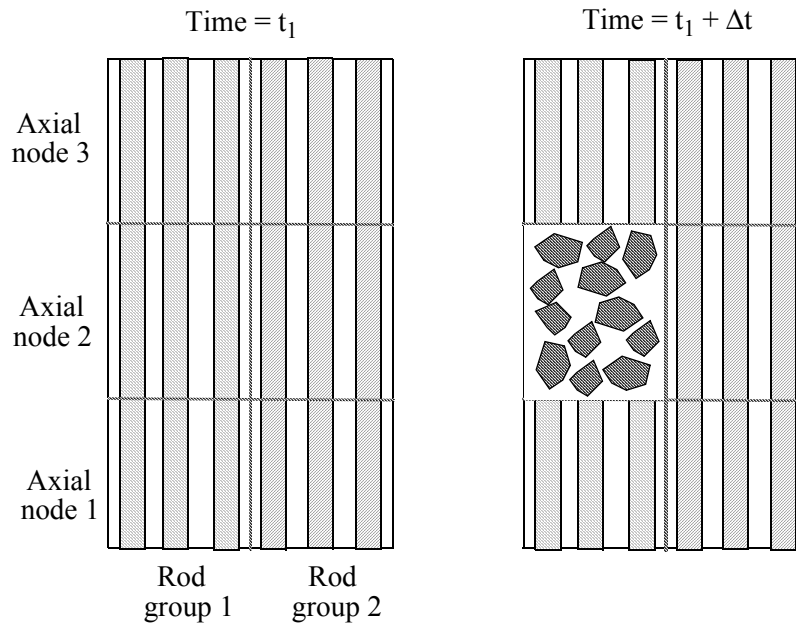 Time = t₁
Time = t₁ + Δt
Axial
node 3
Axial
node 2
Axial
node 1
Rod
group 1
Rod
group 2